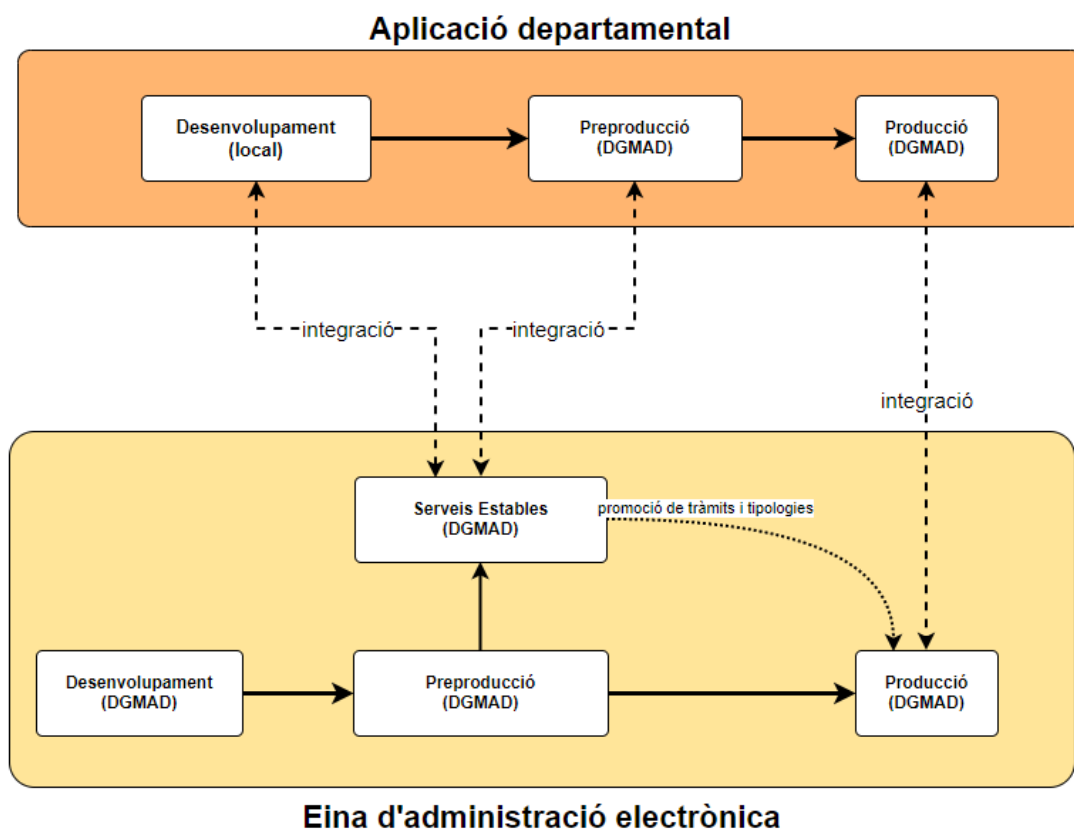 Aplicació departamental
Desenvolupament
(local)
Preproducció
(DGMAD)
Producció
(DGMAD)
integració
integració
integració
Serveis Estables
(DGMAD)
promoció de tràmits i tipologies
Desenvolupament
(DGMAD)
Preproducció
(DGMAD)
Producció
(DGMAD)
Eina d'administració electrònica